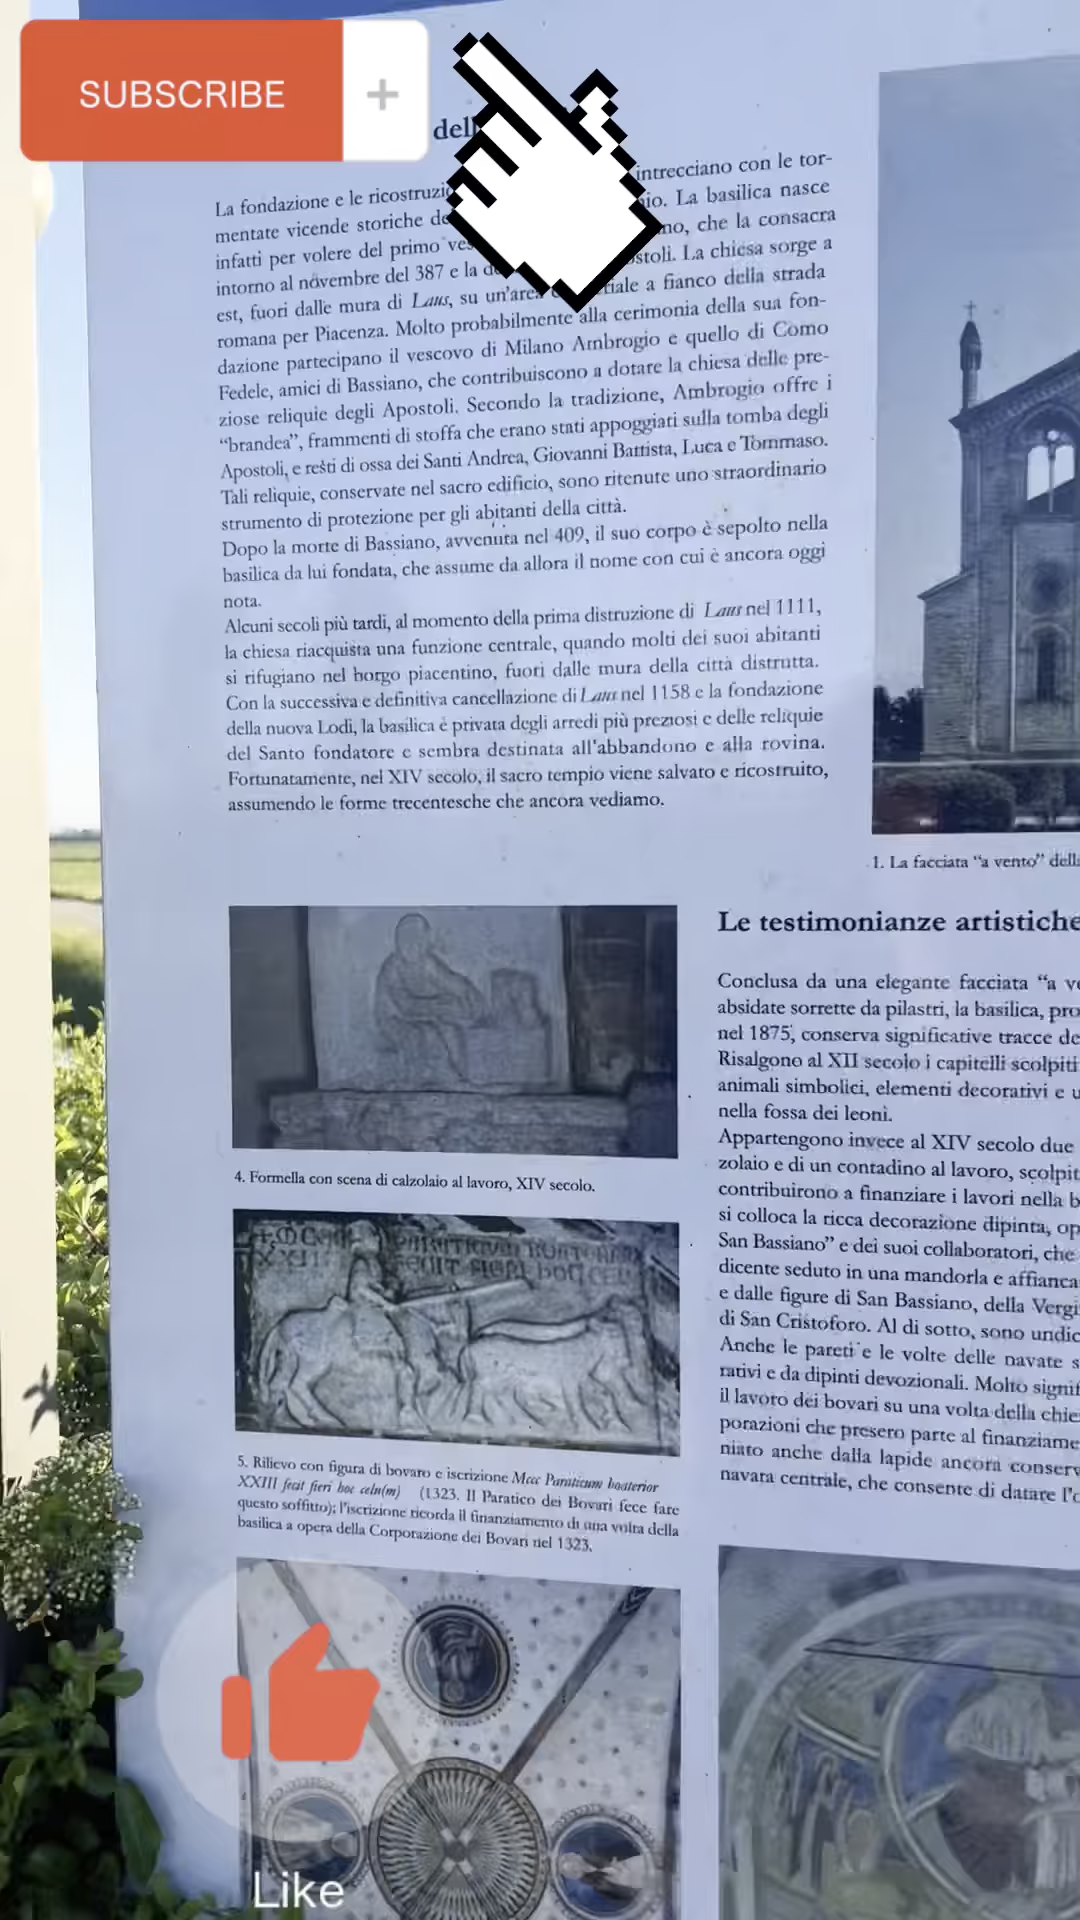 SUBSCRIBE
La fondazione e le intrecciano con le tor-
mentate vicende storiche La basilica nasce
infatti per volere del primo che la consacra
intorno al novembre del 387 e la La chiesa sorge a
est, fuori dalle mura di Laus, su un'area a fianco della strada
romana per Piacenza. Molto probabilmente alla cerimonia della sua fon-
dazione partecipano il vescovo di Milano Ambrogio e quello di Como
Fedele, amici di Bassiano, che contribuiscono a dotare la chiesa delle pre-
ziose reliquie degli Apostoli. Secondo la tradizione, Ambrogio offre i
"brandea", frammenti di stoffa che erano stati appoggiati sulla tomba degli
Apostoli, e resti di ossa dei Santi Andrea, Giovanni Battista, Luca e Tommaso.
Tali reliquie, conservate nel sacro edificio, sono ritenute uno straordinario
strumento di protezione per gli abitanti della città.
Dopo la morte di Bassiano, avvenuta nel 409, il suo corpo è sepolto nella
basilica da lui fondata, che assume da allora il nome con cui è ancora oggi
nota.
Alcuni secoli più tardi, al momento della prima distruzione di Laus nel 1111,
la chiesa riacquista una funzione centrale, quando molti dei suoi abitanti
si rifugiano nel borgo piacentino, fuori dalle mura della città distrutta.
Con la successiva e definitiva cancellazione di Laus nel 1158 e la fondazione
della nuova Lodi, la basilica è privata degli arredi più preziosi e delle reliquie
del Santo fondatore e sembra destinata all'abbandono e alla rovina.
Fortunatamente, nel XIV secolo, il sacro tempio viene salvato e ricostruito,
assumendo le forme trecentesche che ancora vediamo.
1. La facciata "a vento"
4. Formella con scena di calzolaio al lavoro, XIV secolo.
5. Rilievo con figura di bovaro e iscrizione Mccc Paraticum boaterior
XXIII fecit fieri hoc celu(m) (1323. Il Paratico dei Bovari fece fare
questo soffitto); l'iscrizione ricorda il finanziamento di una volta della
basilica a opera della Corporazione dei Bovari nel 1323.
Le testimonianze artistiche
Conclusa da una elegante facciata "a
absidate sorrette da pilastri, la basilica,
nel 1875, conserva significative tracce
Risalgono al XII secolo i capitelli scolpiti
animali simbolici, elementi decorativi e
nella fossa dei leoni.
Appartengono invece al XIV secolo due
zolaio e di un contadino al lavoro,
contribuirono a finanziare i lavori nella
si colloca la ricca decorazione dipinta,
San Bassiano" e dei suoi collaboratori, che
dicente seduto in una mandorla e
e dalle figure di San Bassiano, della
di San Cristoforo. Al di sotto, sono
Anche le pareti e le volte delle navate
rativi e da dipinti devozionali. Molto
il lavoro dei bovari su una volta della
porazioni che presero parte al
niato anche dalla lapide ancora
navata centrale, che consente di datare
Like